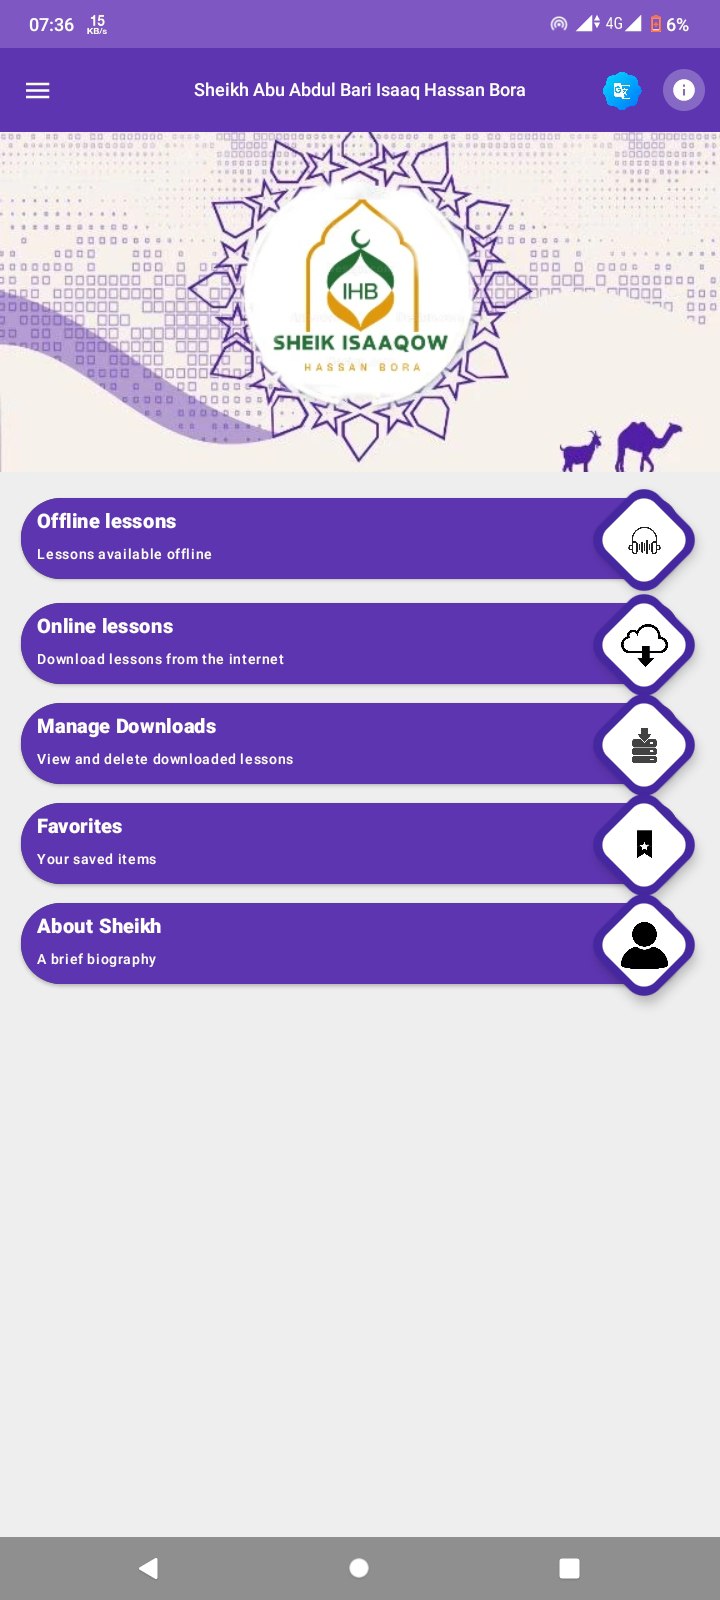 07:36 15 KB/s 4G 6%
Sheikh Abu Abdul Bari Isaaq Hassan Bora
IHB
SHEIK ISAAQOW
HASSAN BORA
Offline lessons
Lessons available offline
Online lessons
Download lessons from the internet
Manage Downloads
View and delete downloaded lessons
Favorites
Your saved items
About Sheikh
A brief biography